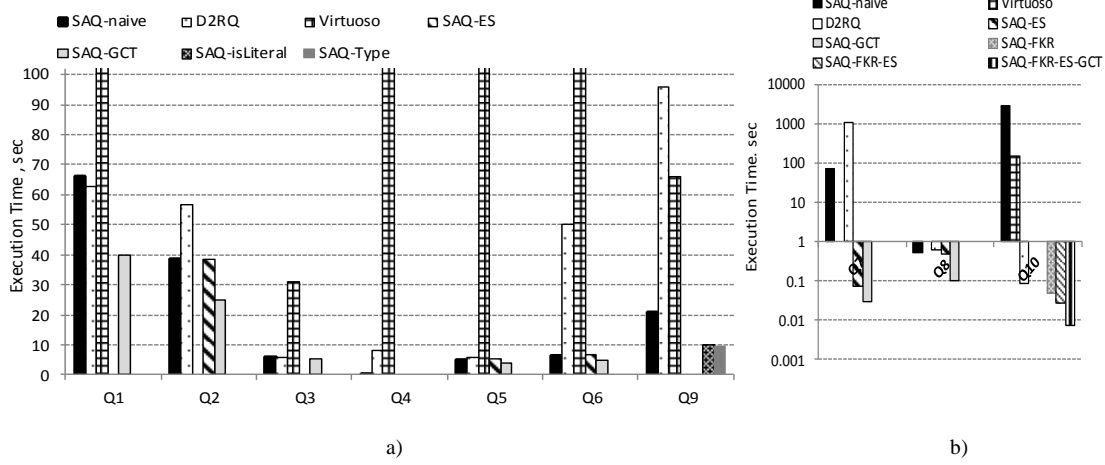 SAQ-naive D2RQ Virtuoso SAQ-ES
SAQ-GCT SAQ-isLiteral SAQ-Type
Execution Time , sec
100
90
80
70
60
50
40
30
20
10
0
Q1 Q2 Q3 Q4 Q5 Q6 Q9
a)
SAQ-naive Virtuoso
D2RQ SAQ-ES
SAQ-GCT SAQ-FKR
SAQ-FKR-ES SAQ-FKR-ES-GCT
Execution Time. sec
10000
1000
100
10
1
0.1
0.01
0.001
Q.8
Q.10
b)